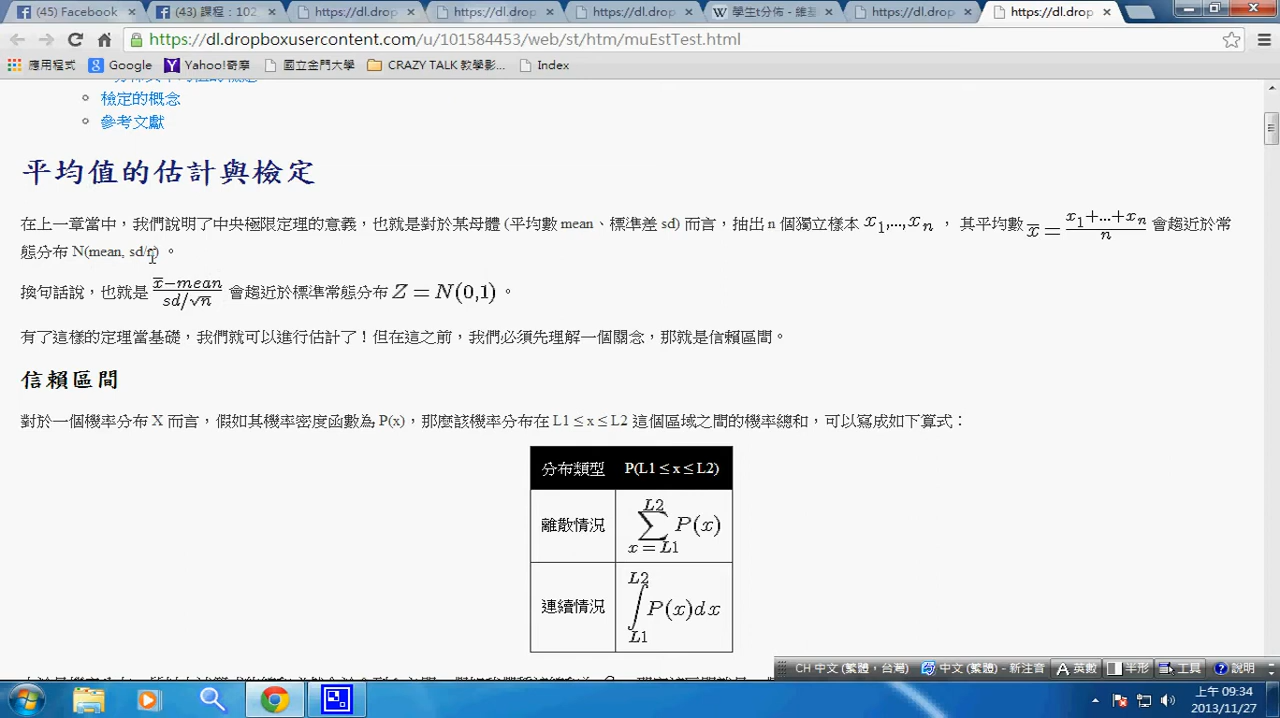 (45) Facebook
(43) 課程 : 102
https://dl.drop
https://dl.drop
https://dl.drop
學生t分佈 - 維
https://dl.drop
https://dl.drop
https://dl.dropboxusercontent.com/u/101584453/web/st/htm/muEstTest.html
應用程式 Google Yahoo!奇摩 國立金門大學 CRAZY TALK 教學影... Index
檢定的概念
參考文獻
平均值的估計與檢定
在上一章當中，我們說明了中央極限定理的意義，也就是對於某母體 (平均數 mean、標準差 sd) 而言，抽出 n 個獨立樣本 x1,...,xn ， 其平均數 x̅ = x1+...+xn / n 會趨近於常
態分布 N(mean, sd/n) 。
換句話說，也就是 x̅−mean / sd/√n 會趨近於標準常態分布 Z = N(0,1) 。
有了這樣的定理當基礎，我們就可以進行估計了！但在這之前，我們必須先理解一個關念，那就是信賴區間。
信賴區間
對於一個機率分布 X 而言，假如其機率密度函數為 P(x)，那麼該機率分布在 L1 ≤ x ≤ L2 這個區域之間的機率總和，可以寫成如下算式：
分布類型 P(L1 ≤ x ≤ L2)
離散情況 L2 ∑ x = L1 P(x)
連續情況 L2 ∫ L1 P(x)dx
CH 中文 (繁體，台灣) 中文 (繁體) - 新注音 英數 半形 工具 說明
上午 09:34
2013/11/27